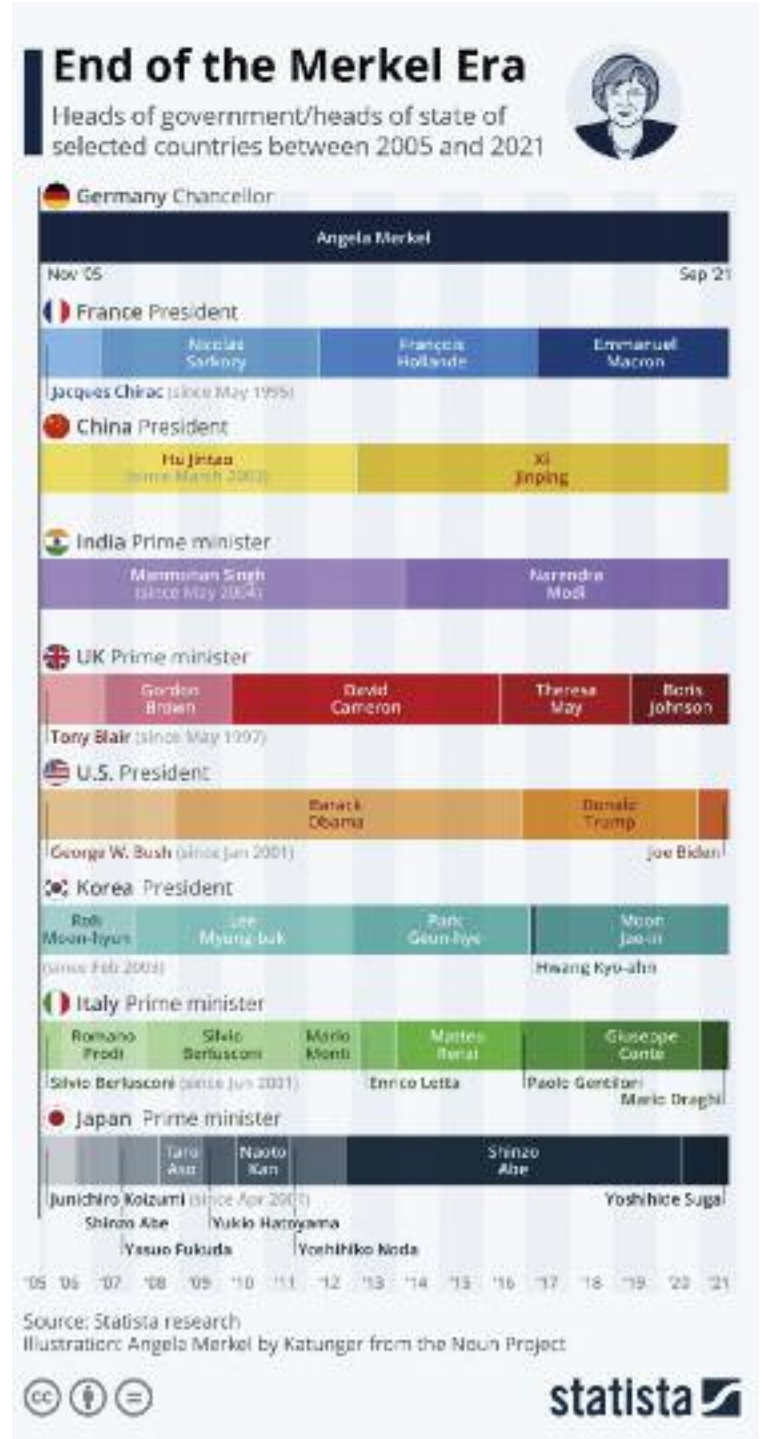 End of the Merkel Era
Heads of government/heads of state of
selected countries between 2005 and 2021
Germany Chancellor
Angela Merkel
Nov '05
Sep '21
France President
Nicolas
Sarkozy
François
Hollande
Emmanuel
Macron
Jacques Chirac (since May 1995)
China President
Hu Jintao
(since March 2003)
Xi
Jinping
India Prime minister
Manmohan Singh
(since May 2004)
Narendra
Modi
UK Prime minister
Gordon
Brown
David
Cameron
Theresa
May
Boris
Johnson
Tony Blair (since May 1997)
U.S. President
Barack
Obama
Donald
Trump
George W. Bush (since Jan 2001)
Joe Biden
Korea President
Roh
Moon-hyun
Lee
Myung-bak
Park
Geun-hye
Moon
Jae-in
(since Feb 2003)
Hwang Kyo-ahn
Italy Prime minister
Romano
Prodi
Silvio
Berlusconi
Mario
Monti
Matteo
Renzi
Giuseppe
Conte
Silvio Berlusconi (since Jun 2001)
Enrico Letta
Paolo Gentiloni
Mario Draghi
Japan Prime minister
Taro
Aso
Naoto
Kan
Shinzo
Abe
Junichiro Koizumi (since Apr 2001)
Yoshihide Suga
Shinzo Abe
Yukio Hatoyama
Yasuo Fukuda
Yoshihiko Noda
'05 '06 '07 '08 '09 '10 '11 '12 '13 '14 '15 '16 '17 '18 '19 '20 '21
Source: Statista research
Illustration: Angela Merkel by Katunger from the Noun Project
cc
statista